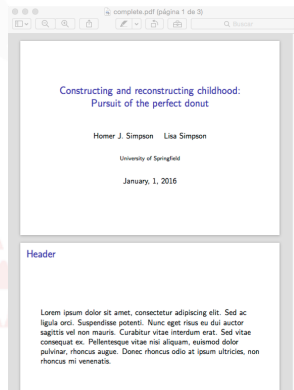 complete.pdf (página 1 de 3)
Buscar
Constructing and reconstructing childhood:
Pursuit of the perfect donut
Homer J. Simpson Lisa Simpson
University of Springfield
January, 1, 2016
Header
Lorem ipsum dolor sit amet, consectetur adipiscing elit. Sed ac
ligula orci. Suspendisse potenti. Nunc eget risus eu dui auctor
sagittis vel non mauris. Curabitur vitae interdum erat. Sed vitae
consequat ex. Pellentesque vitae nisi aliquam, euismod dolor
pulvinar, rhoncus augue. Donec rhoncus odio at ipsum ultricies, non
rhoncus mi venenatis.